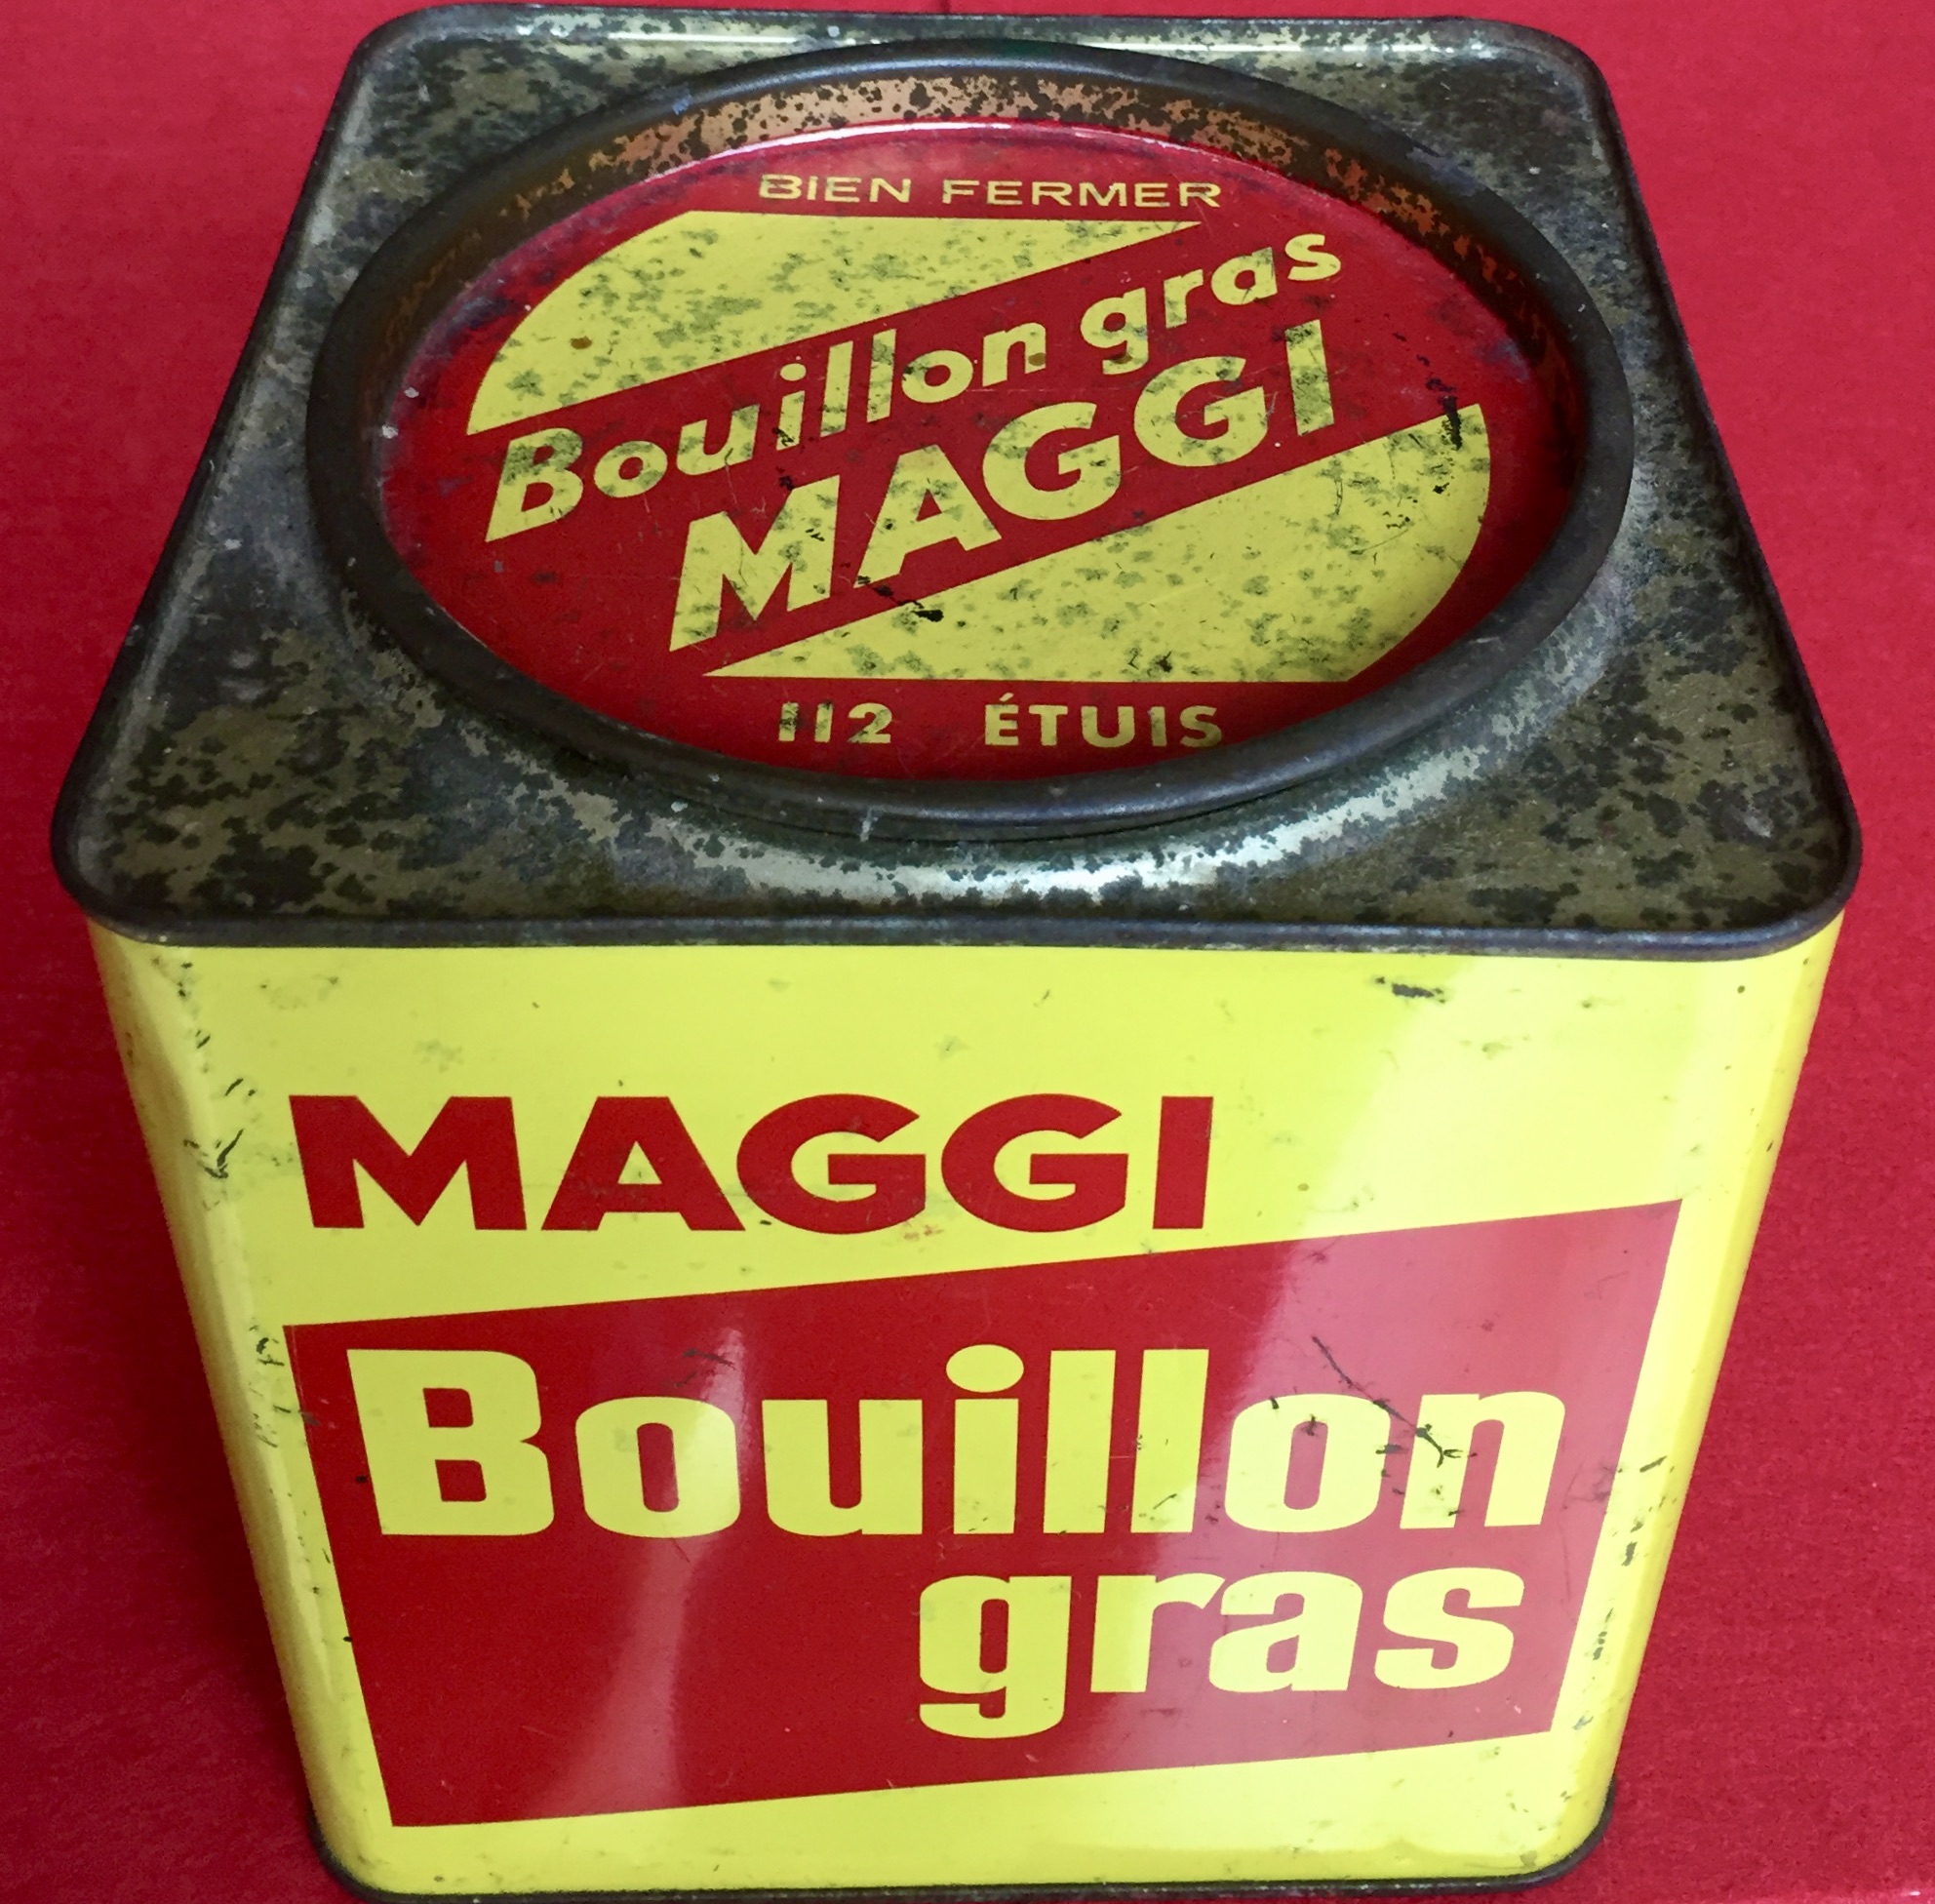 BIEN FERMER
Bouillon gras
MAGGI
112 ÉTUIS
MAGGI
Bouillon
gras